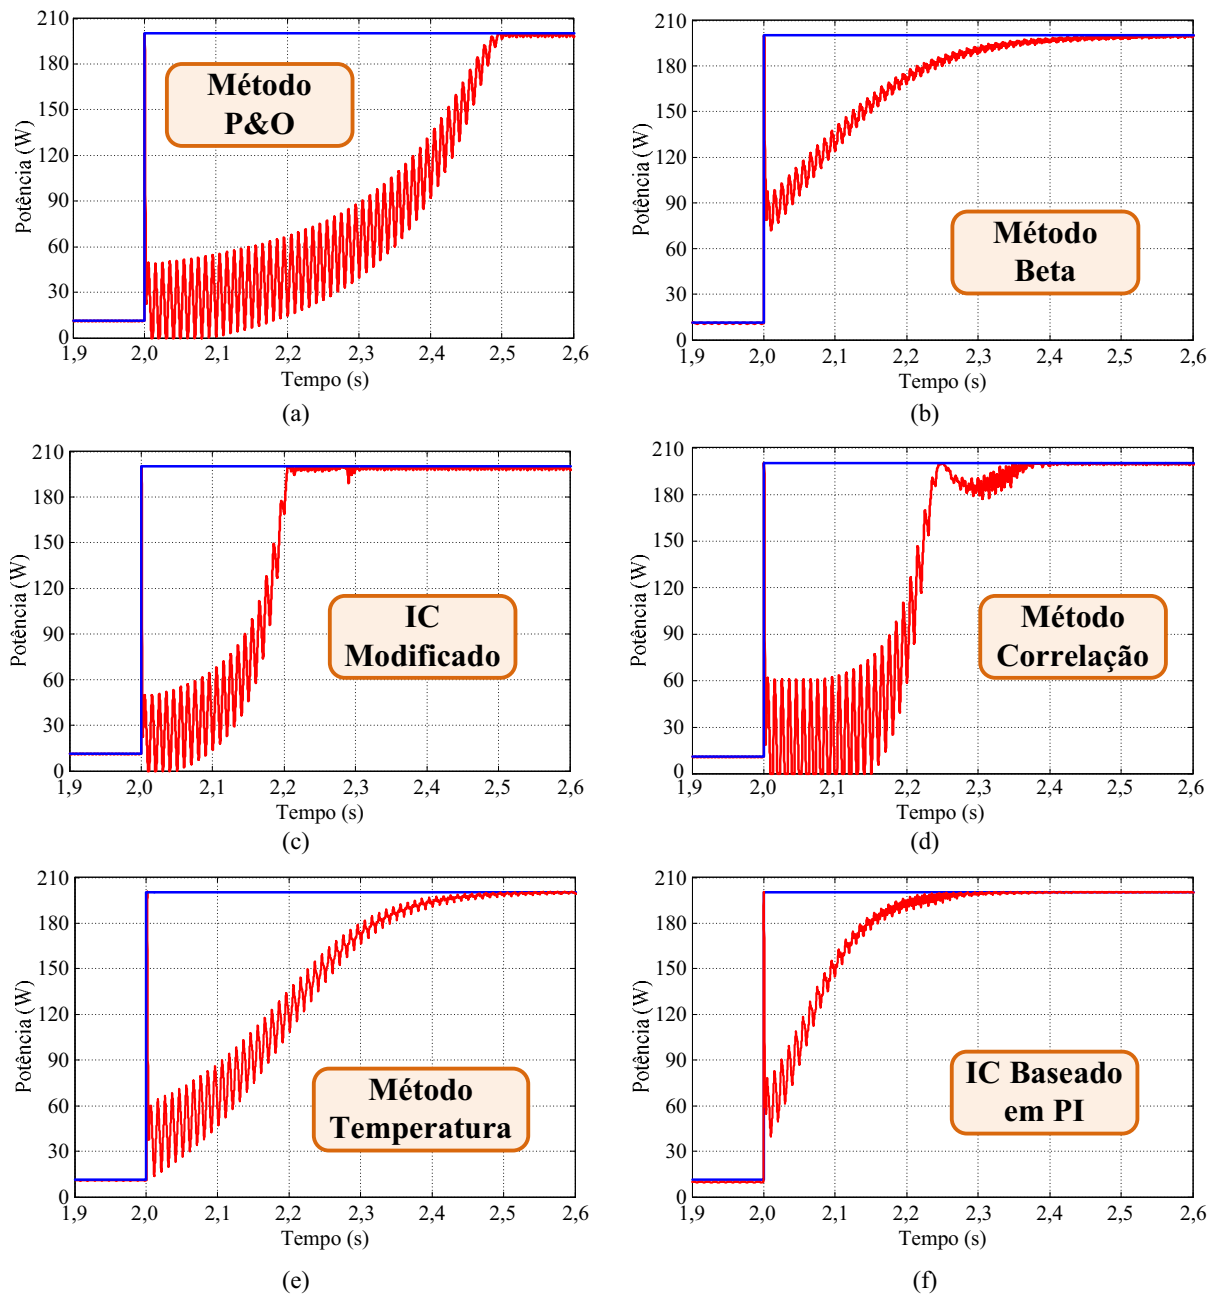 210
180
150
120
90
60
30
0
Potência (W)
Método
P&O
1,9 2,0 2,1 2,2 2,3 2,4 2,5 2,6
Tempo (s)
(a)
210
180
150
120
90
60
30
0
Potência (W)
Método
Beta
1,9 2,0 2,1 2,2 2,3 2,4 2,5 2,6
Tempo (s)
(b)
210
180
150
120
90
60
30
0
Potência (W)
IC
Modificado
1,9 2,0 2,1 2,2 2,3 2,4 2,5 2,6
Tempo (s)
(c)
210
180
150
120
90
60
30
0
Potência (W)
Método
Correlação
1,9 2,0 2,1 2,2 2,3 2,4 2,5 2,6
Tempo (s)
(d)
210
180
150
120
90
60
30
0
Potência (W)
Método
Temperatura
1,9 2,0 2,1 2,2 2,3 2,4 2,5 2,6
Tempo (s)
(e)
210
180
150
120
90
60
30
0
Potência (W)
IC Baseado
em PI
1,9 2,0 2,1 2,2 2,3 2,4 2,5 2,6
Tempo (s)
(f)